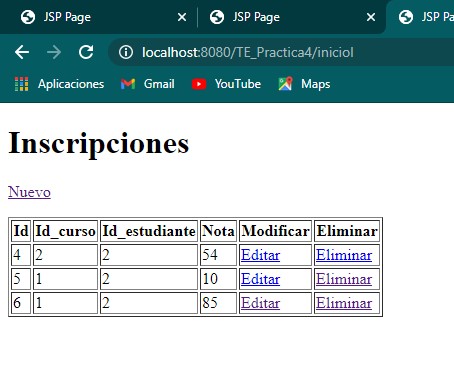 JSP Page JSP Page JSP Pa
localhost:8080/TE_Practica4/iniciol
Aplicaciones Gmail YouTube Maps
Inscripciones
Nuevo
Id Id_curso Id_estudiante Nota Modificar Eliminar
4 2 2 54 Editar Eliminar
5 1 2 10 Editar Eliminar
6 1 2 85 Editar Eliminar